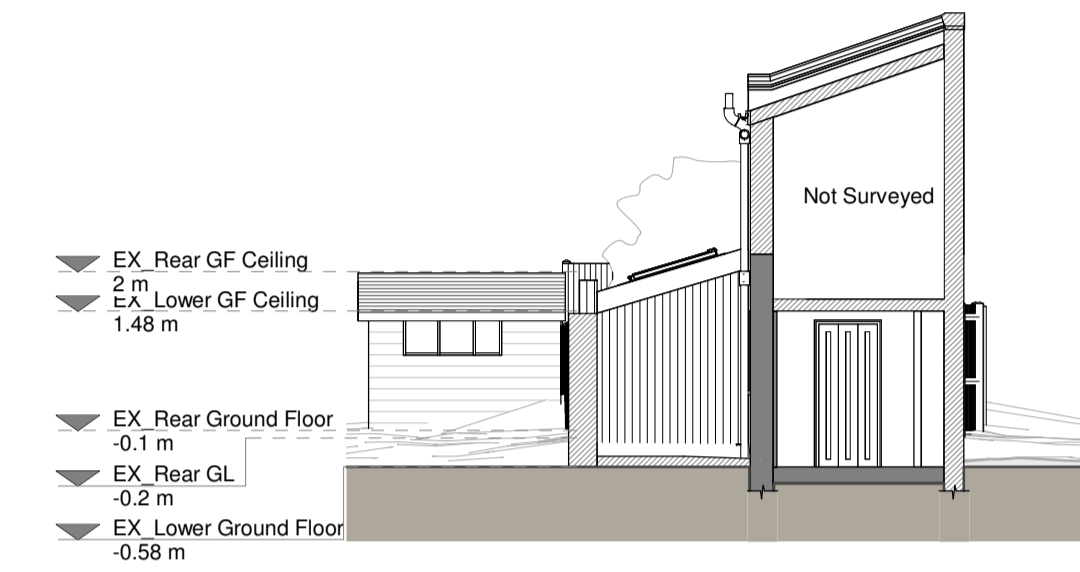 Not Surveyed
EX_Rear GF Ceiling
2 m
EX_Lower GF Ceiling
1.48 m
EX_Rear Ground Floor
-0.1 m
EX_Rear GL
-0.2 m
EX_Lower Ground Floor
-0.58 m